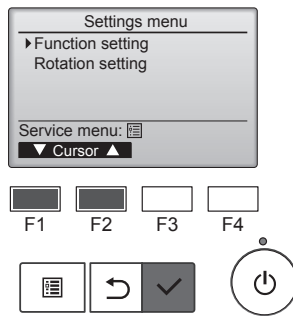 Settings menu
Function setting
Rotation setting
Service menu:
▼ Cursor ▲
F1 F2 F3 F4